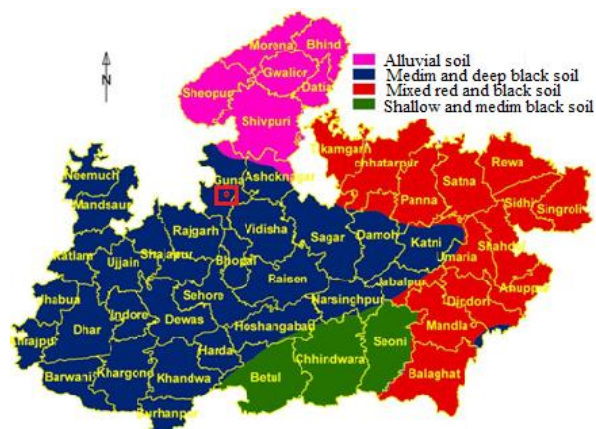 Morena
Bhind
Gwalior
Sheopur
Datia
Shivpuri
N
Alluvial soil
Medim and deep black soil
Mixed red and black soil
Shallow and medim black soil
Tikamgarh
Chhatarpur
Rewa
Satna
Panna
Sidhi
Singroli
Neemuch
Mandsaur
Guna
Ashoknagar
Rajgarh
Vidisha
Sagar
Damoh
Katni
Umaria
Shahdol
Anuppur
Ratlam
Ujjain
Shajapur
Bhopal
Raisen
Jabalpur
Dindori
Jhabua
Indore
Sehore
Narsinghpur
Mandla
Dhar
Dewas
Hoshangabad
Seoni
Chhindwara
Barwani
Khargone
Khandwa
Harda
Betul
Balaghat
Burhanpur